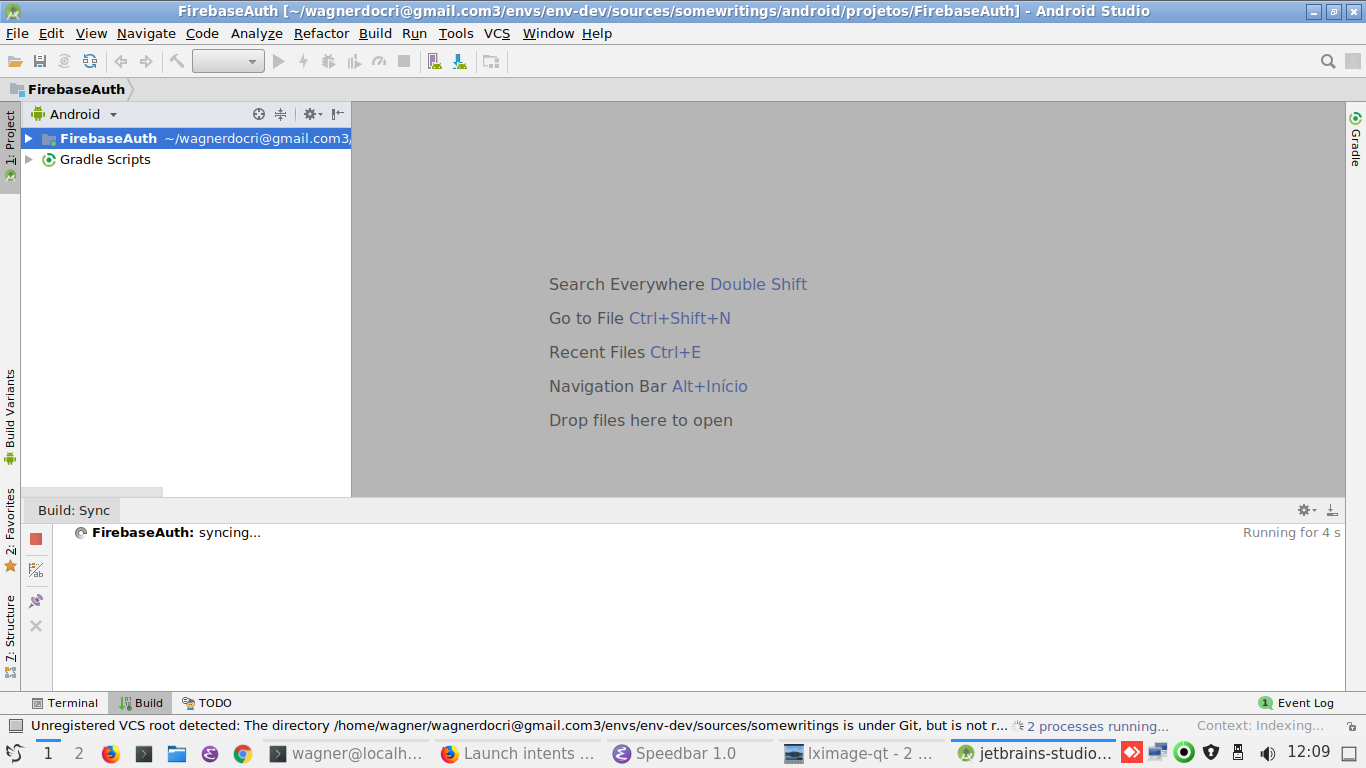 FirebaseAuth [~/wagnerdocri@gmail.com3/envs/env-dev/sources/somewritings/android/projetos/FirebaseAuth] - Android Studio
File Edit View Navigate Code Analyze Refactor Build Run Tools VCS Window Help
FirebaseAuth
1: Project
Android
Gradle
FirebaseAuth ~/wagnerdocri@gmail.com3/
Gradle Scripts
Search Everywhere Double Shift
Go to File Ctrl+Shift+N
Recent Files Ctrl+E
Navigation Bar Alt+Início
Drop files here to open
Build Variants
2: Favorites
7: Structure
Build: Sync
FirebaseAuth: syncing... Running for 4 s
Terminal Build TODO 1 Event Log
Unregistered VCS root detected: The directory /home/wagner/wagnerdocri@gmail.com3/envs/env-dev/sources/somewritings is under Git, but is not r... 2 processes running... Context: Indexing...
1 2 wagner@localh... Launch intents ... Speedbar 1.0 lximage-qt - 2 ... jetbrains-studio... 12:09